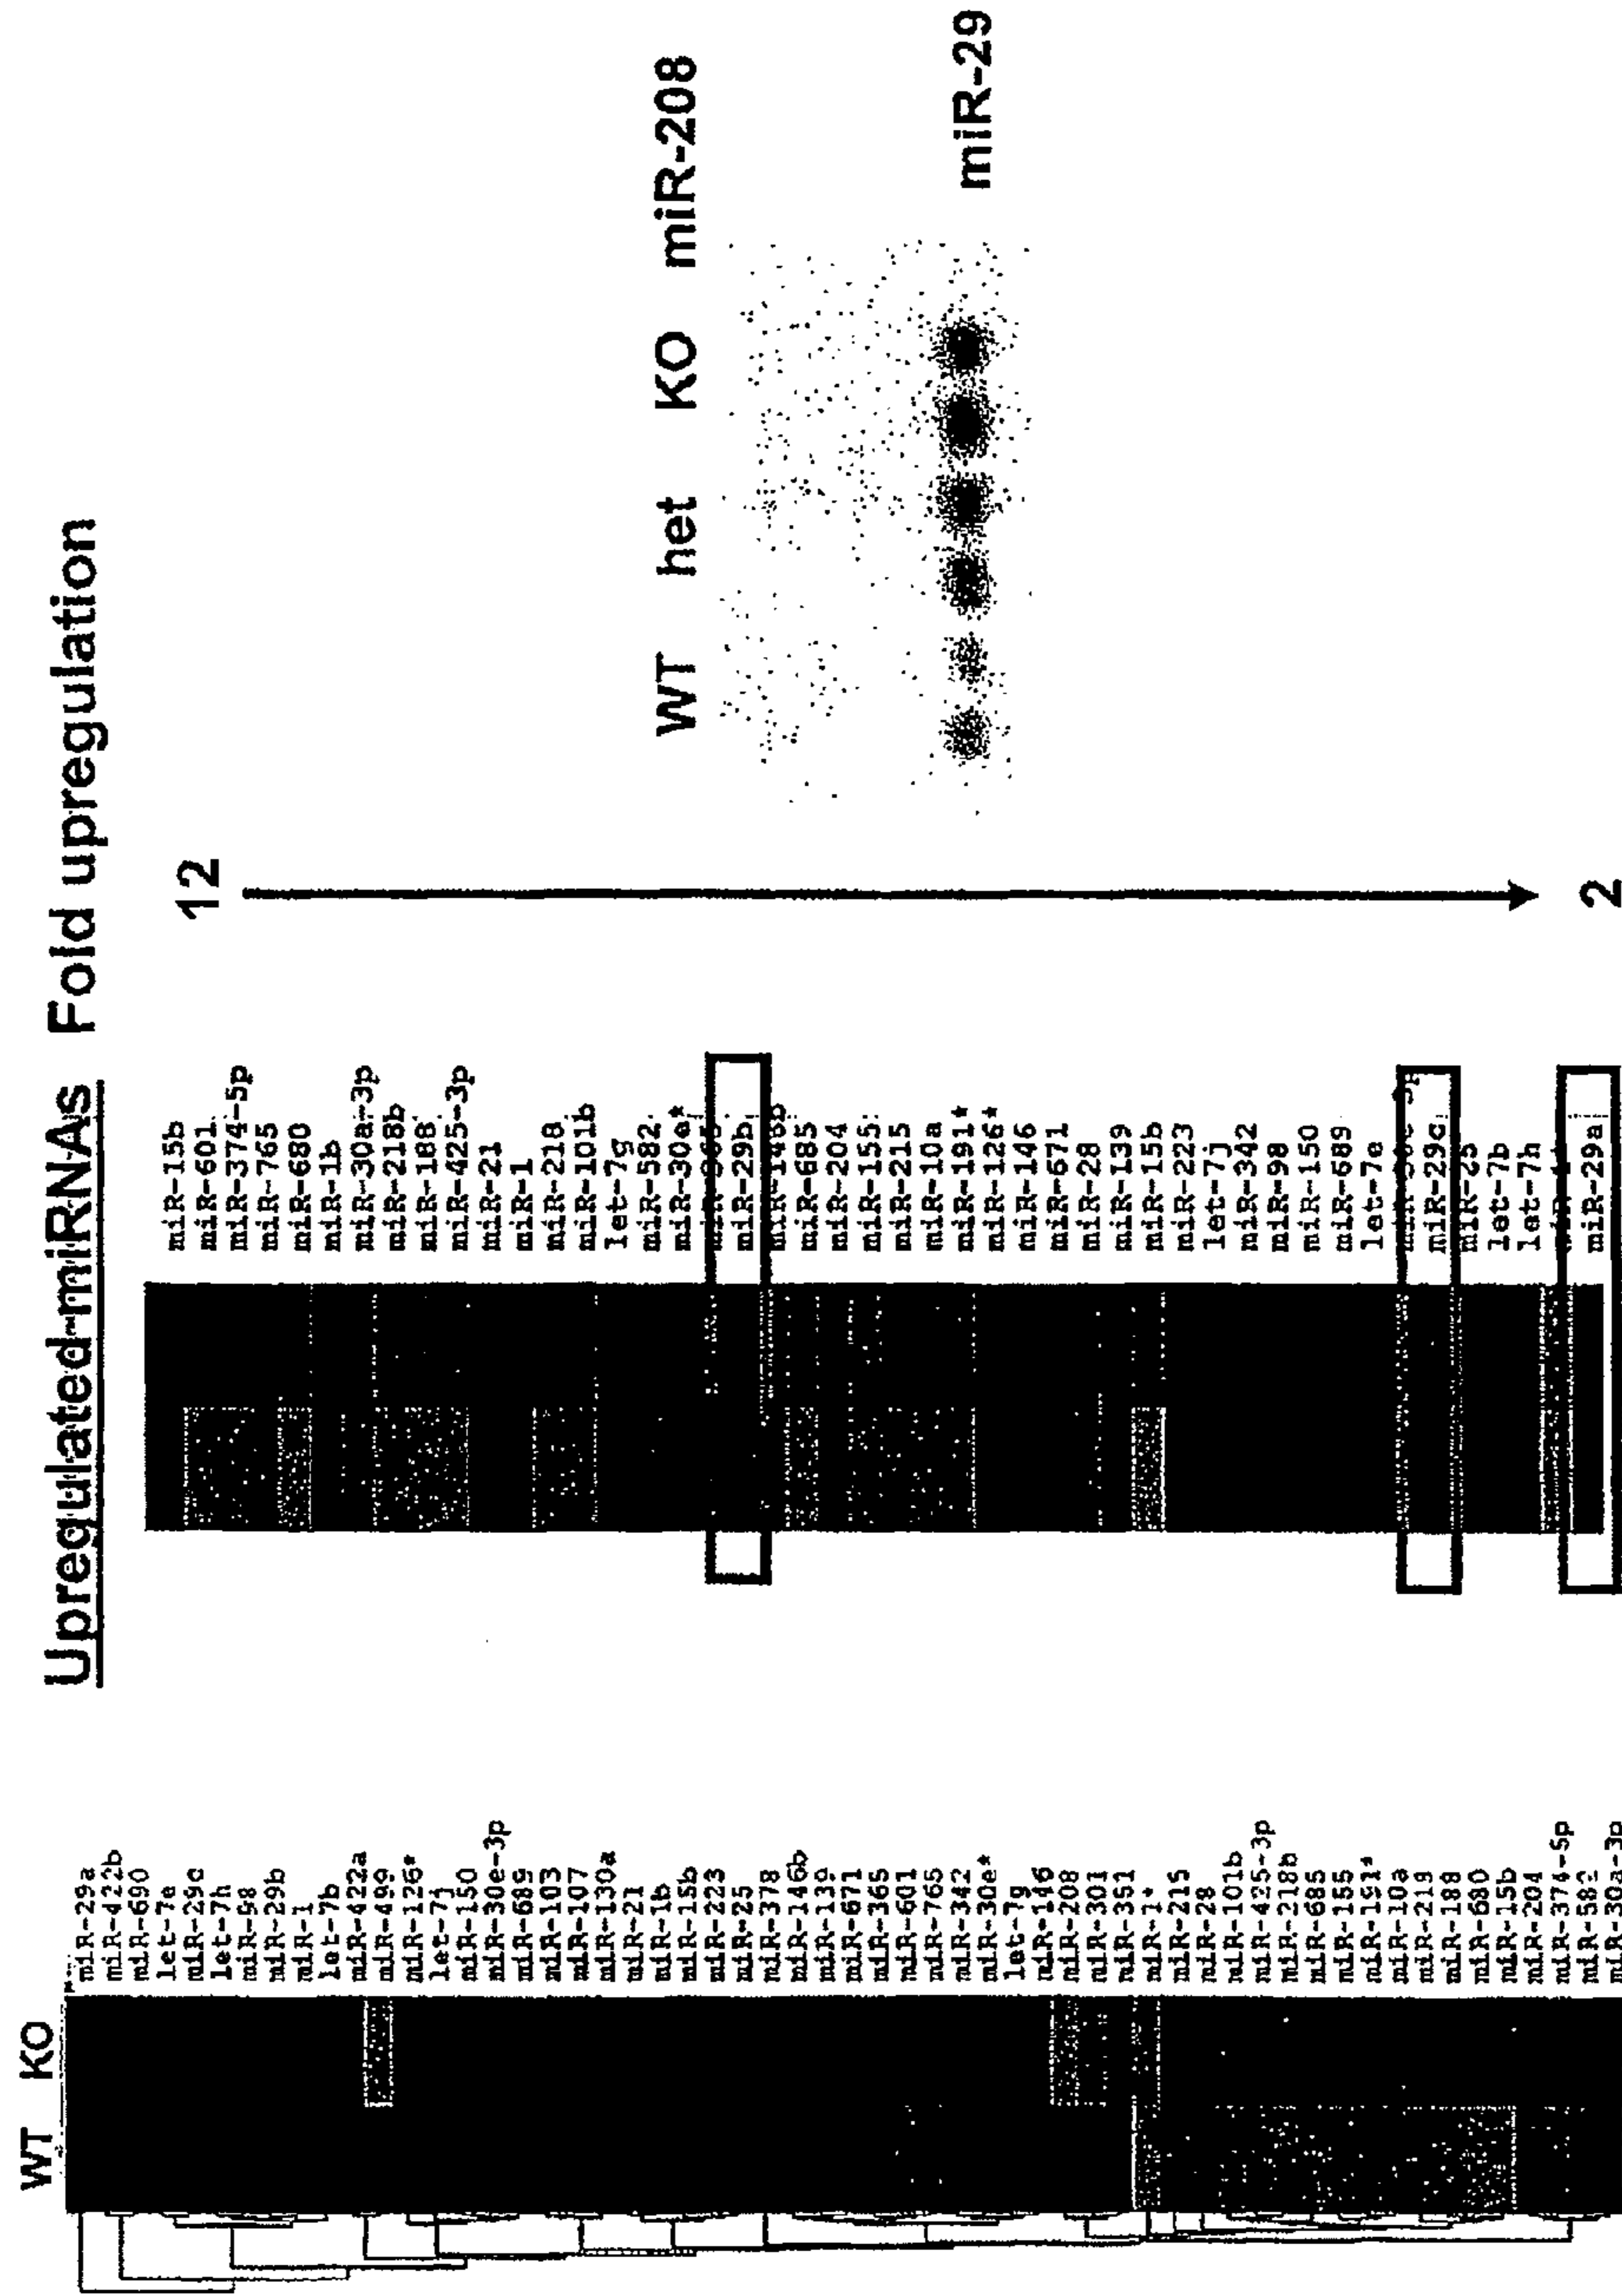 WT KO
miR-29a
miR-422b
miR-690
let-7e
miR-29c
let-7h
miR-98
miR-29b
miR-1
let-7b
miR-422a
miR-499
miR-126*
let-7j
miR-150
miR-30e-3p
miR-689
miR-103
miR-107
miR-130a
miR-21
miR-1b
miR-15b
miR-223
miR-25
miR-378
miR-146b
miR-139
miR-671
miR-365
miR-601
miR-765
miR-342
miR-30e*
let-7g
miR-146
miR-208
miR-301
miR-351
miR-1*
miR-215
miR-28
miR-101b
miR-425-3p
miR-218b
miR-685
miR-155
miR-191*
miR-10a
miR-218
miR-188
miR-680
miR-15b
miR-204
miR-374-5p
miR-582
miR-30a-3p
Upregulated-miRNAs
miR-15b
miR-601
miR-374-5p
miR-765
miR-680
miR-1b
miR-30a-3p
miR-218b
miR-188
miR-425-3p
miR-21
miR-1
miR-218
miR-101b
let-7g
miR-582
miR-30e*
miR-365
miR-29b
miR-146b
miR-685
miR-204
miR-155
miR-215
miR-10a
miR-191*
miR-126*
miR-146
miR-671
miR-28
miR-139
miR-15b
miR-223
let-7j
miR-342
miR-98
miR-150
miR-689
let-7e
miR-29c
miR-25
let-7b
let-7h
miR-29a
Fold upregulation
12
2
WT het KO miR-208
miR-29